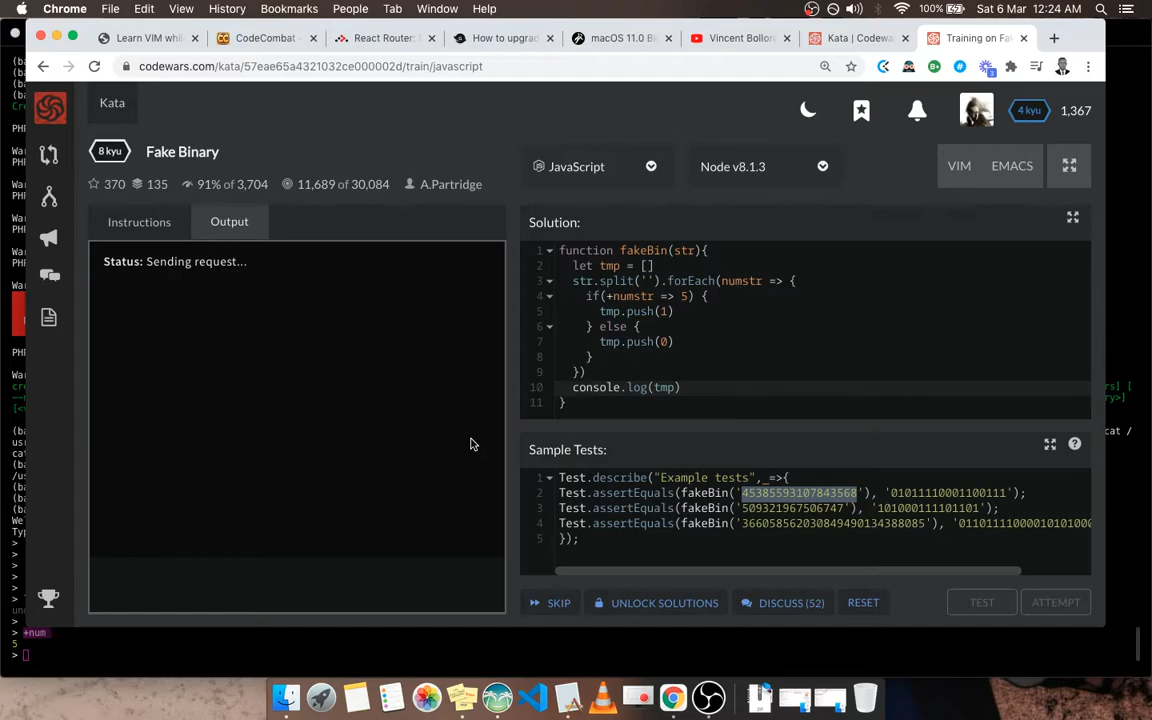 Chrome File Edit View History Bookmarks People Tab Window Help 100% Sat 6 Mar 12:24 AM
Learn VIM while × CodeCombat - × React Router: × How to upgrad × macOS 11.0 Bi × Vincent Bollor × Kata | Codewa × Training on Fa ×
codewars.com/kata/57eae65a4321032ce000002d/train/javascript
Kata
4 kyu 1,367
8 kyu Fake Binary
370 135 91% of 3,704 11,689 of 30,084 A.Partridge
JavaScript Node v8.1.3 VIM EMACS
Instructions Output
Status: Sending request...
Solution:
1 function fakeBin(str){
2 let tmp = []
3 str.split('').forEach(numstr => {
4 if(+numstr => 5) {
5 tmp.push(1)
6 } else {
7 tmp.push(0)
8 }
9 })
10 console.log(tmp)
11 }
Sample Tests:
1 Test.describe("Example tests",_=>{
2 Test.assertEquals(fakeBin('45385593107843568'), '01011110001100111');
3 Test.assertEquals(fakeBin('509321967506747'), '101000111101101');
4 Test.assertEquals(fakeBin('366058562030849490134388085'), '0110111100001010100
5 });
SKIP UNLOCK SOLUTIONS DISCUSS (52) RESET TEST ATTEMPT
> +num
5
>